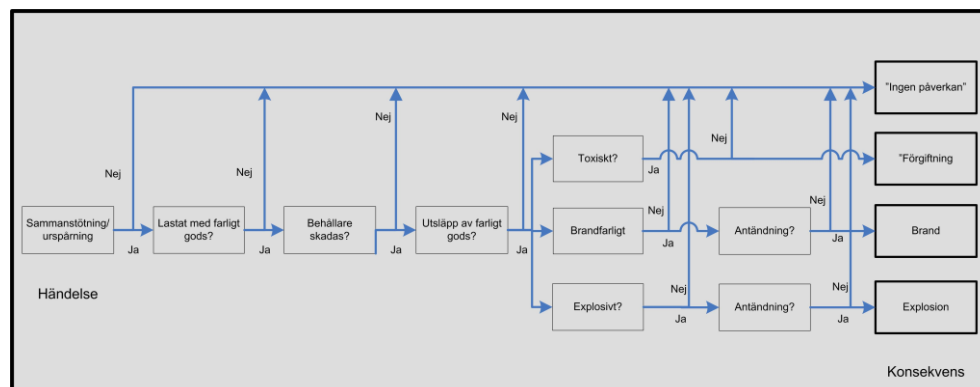 "Ingen påverkan"
Nej
Nej
Nej
Nej
Nej
Toxiskt?
Ja
"Förgiftning
Nej
Nej
Sammanstötning/
urspårning
Ja
Lastat med farligt
gods?
Ja
Behållare
skadas?
Ja
Utsläpp av farligt
gods?
Ja
Brandfarligt
Ja
Antändning?
Ja
Brand
Nej
Nej
Händelse
Explosivt?
Ja
Antändning?
Ja
Explosion
Konsekvens